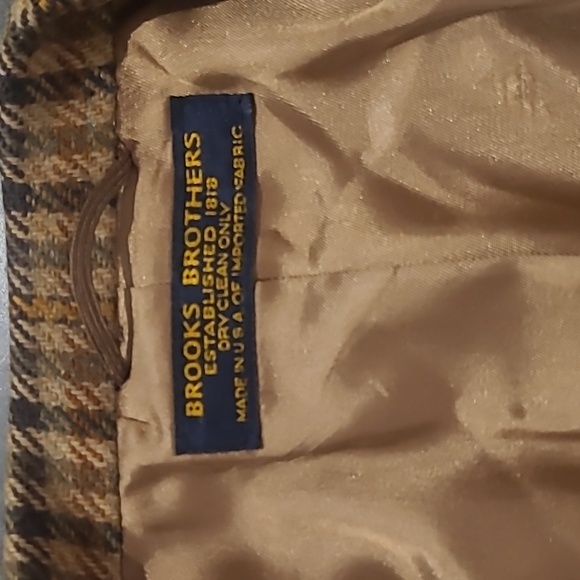 BROOKS BROTHERS
ESTABLISHED 1818
DRY CLEAN ONLY
MADE IN U S A OF IMPORTED FABRIC